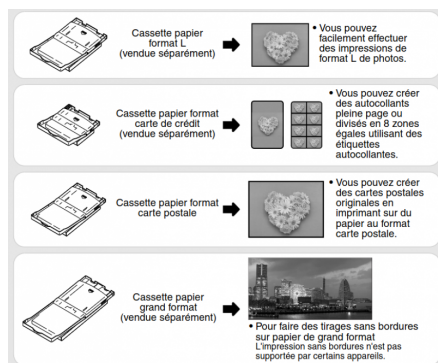 Cassette papier
format L
(vendue séparément)
• Vous pouvez
facilement effectuer
des impressions de
format L de photos.
Cassette papier format
carte de crédit
(vendue séparément)
• Vous pouvez créer
des autocollants
pleine page ou
divisés en 8 zones
égales utilisant des
étiquettes
autocollantes.
Cassette papier format
carte postale
• Vous pouvez créer
des cartes postales
originales en
imprimant sur du
papier au format
carte postale.
Cassette papier
grand format
(vendue séparément)
• Pour faire des tirages sans bordures
sur papier de grand format
L'impression sans bordures n'est pas
supportée par certains appareils.